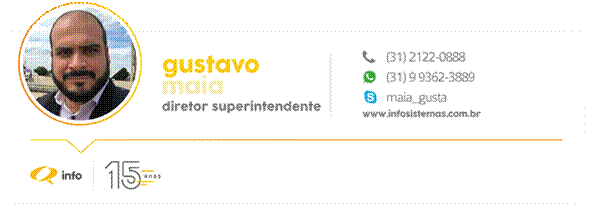 gustavo
maia
diretor superintendente
(31) 2122-0888
(31) 9 9362-3889
maia_gusta
www.infosistemas.com.br
info
15 anos